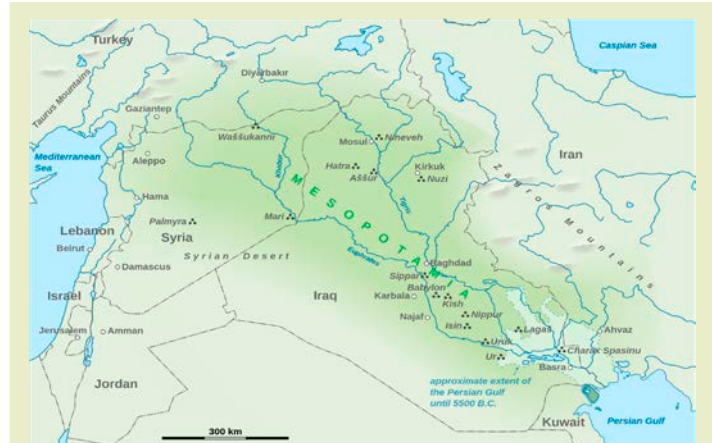 Turkey
Caspian Sea
Taurus Mountains
Diyarbakır
Gaziantep
Waššukanni
Mosul
Nineveh
Mediterranean
Sea
Aleppo
Khabur
Hatra
Aššur
Kirkuk
Nuzi
Iran
Zagros Mountains
Hama
Tigris
MESOPOTAMIA
Lebanon
Palmyra
Mari
Syria
Beirut
Syrian Desert
Euphrates
Baghdad
Damascus
Sippar
Israel
Iraq
Babylon
Karbala
Kish
Najaf
Nippur
Isin
Lagaš
Ahvaz
Jerusalem
Amman
Uruk
Ur
Charax Spasinu
Basra
Jordan
approximate extent of
the Persian Gulf
until 5500 B.C.
Kuwait
Persian Gulf
300 km